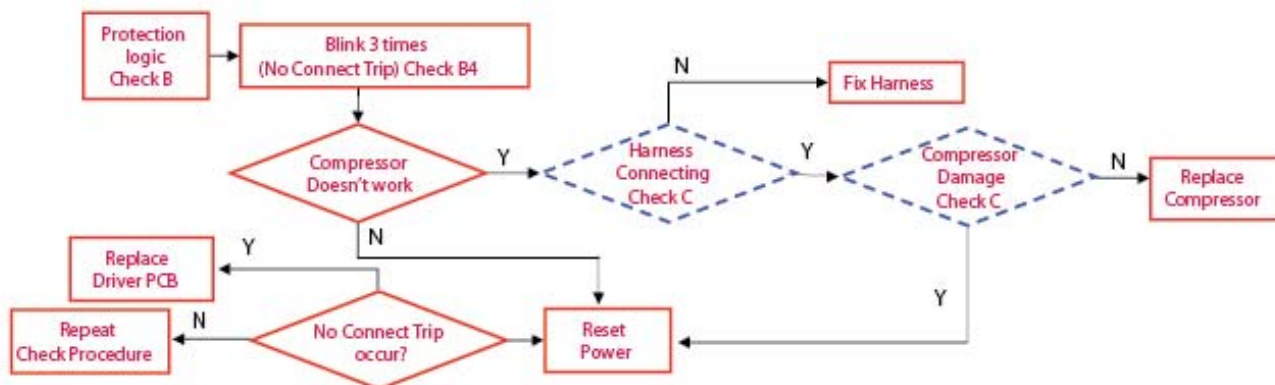 Protection
logic
Check B
Blink 3 times
(No Connect Trip) Check B4
N
Fix Harness
Compressor
Doesn't work
Y
Harness
Connecting
Check C
Y
Compressor
Damage
Check C
N
Replace
Compressor
N
Y
Replace
Driver PCB
Y
N
Repeat
Check Procedure
No Connect Trip
occur?
Reset
Power